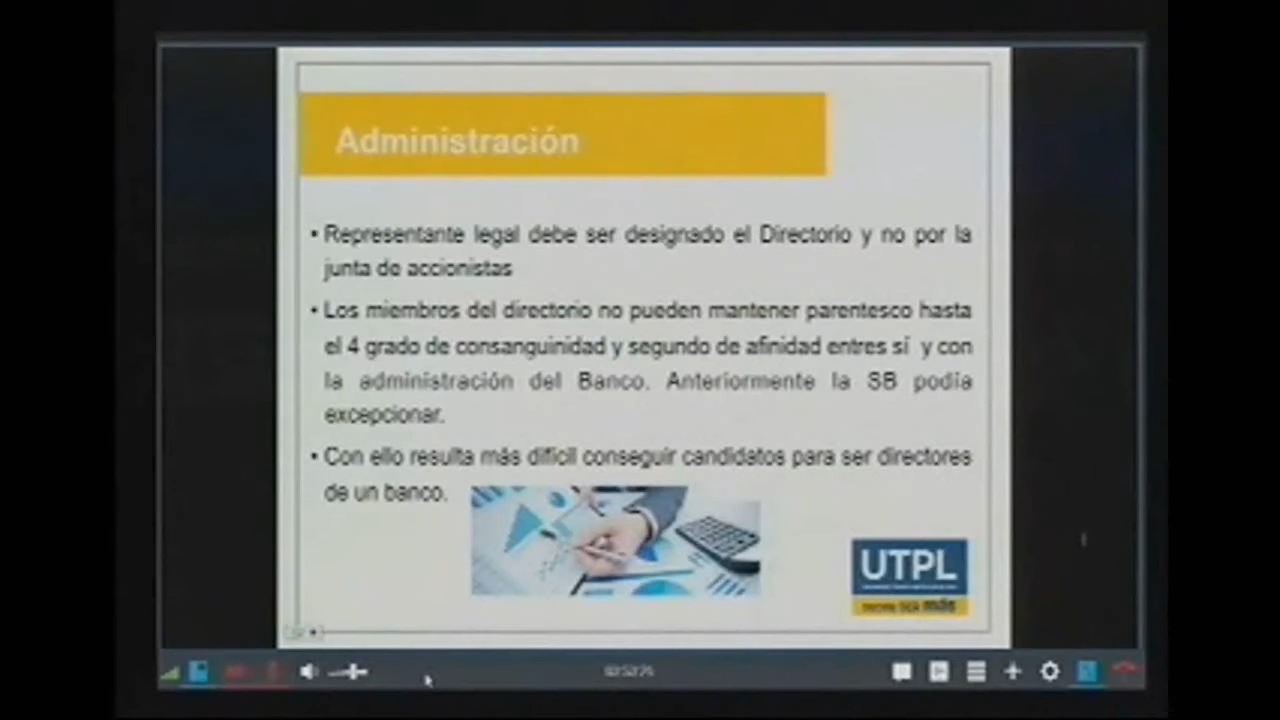 Administración
• Representante legal debe ser designado el Directorio y no por la
junta de accionistas
• Los miembros del directorio no pueden mantener parentesco hasta
el 4 grado de consanguinidad y segundo de afinidad entres sí y con
la administración del Banco. Anteriormente la SB podía
excepcionar.
• Con ello resulta más difícil conseguir candidatos para ser directores
de un banco.
UTPL
más